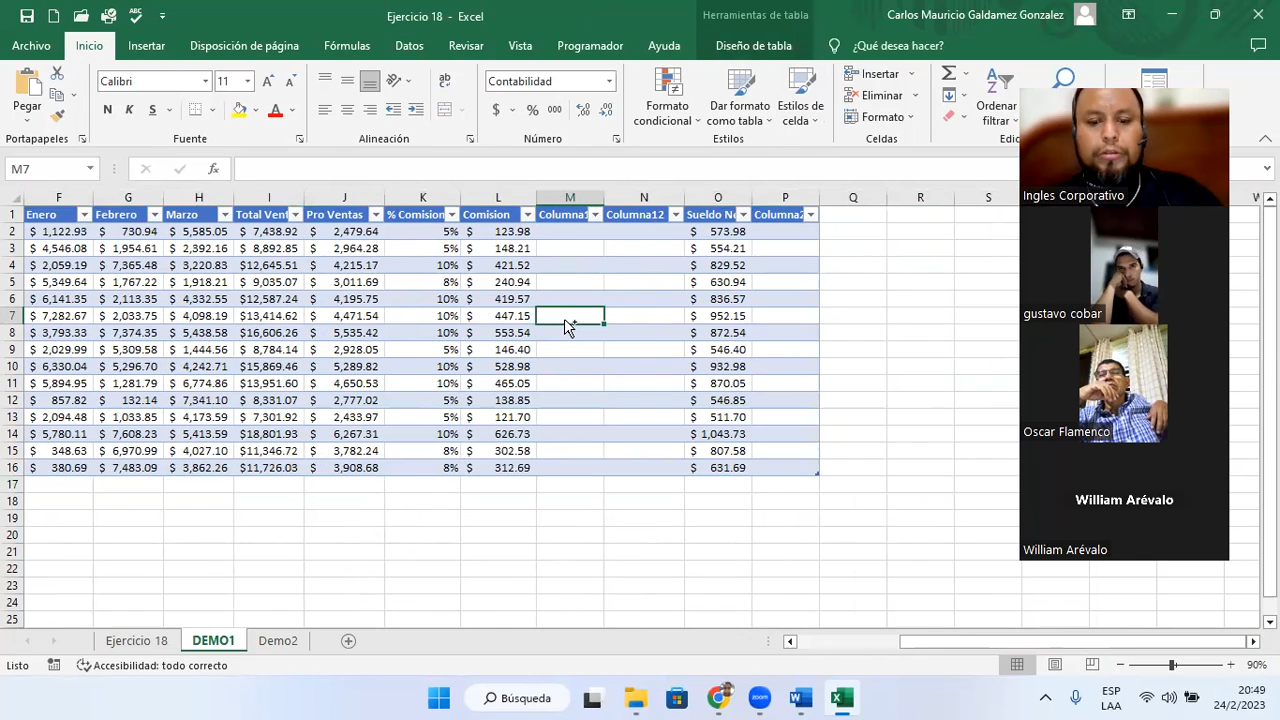 Ejercicio 18 - Excel
Herramientas de tabla
Carlos Mauricio Galdamez Gonzalez
Archivo Inicio Insertar Disposición de página Fórmulas Datos Revisar Vista Programador Ayuda Diseño de tabla ¿Qué desea hacer?
Pegar
Calibri 11
N K S
ab
Contabilidad
$ % 000
Formato condicional
Dar formato como tabla
Estilos de celda
Insertar
Eliminar
Formato
Ordenar
filtrar
Portapapeles Fuente Alineación Número Estilos Celdas
M7 fx
F G H I J K L M N O P Q R S W
1 Enero Febrero Marzo Total Vent Pro Ventas % Comision Comision Columna1 Columna12 Sueldo Ne Columna2
2 $ 1,122.93 $ 730.94 $ 5,585.05 $ 7,438.92 $ 2,479.64 5% $ 123.98 $ 573.98
3 $ 4,546.08 $ 1,954.61 $ 2,392.16 $ 8,892.85 $ 2,964.28 5% $ 148.21 $ 554.21
4 $ 2,059.19 $ 7,365.48 $ 3,220.83 $12,645.51 $ 4,215.17 10% $ 421.52 $ 829.52
5 $ 5,349.64 $ 1,767.22 $ 1,918.21 $ 9,035.07 $ 3,011.69 8% $ 240.94 $ 630.94
6 $ 6,141.35 $ 2,113.35 $ 4,332.55 $12,587.24 $ 4,195.75 10% $ 419.57 $ 836.57
7 $ 7,282.67 $ 2,033.75 $ 4,098.19 $13,414.62 $ 4,471.54 10% $ 447.15 $ 952.15
8 $ 3,793.33 $ 7,374.35 $ 5,438.58 $16,606.26 $ 5,535.42 10% $ 553.54 $ 872.54
9 $ 2,029.99 $ 5,309.58 $ 1,444.56 $ 8,784.14 $ 2,928.05 5% $ 146.40 $ 546.40
10 $ 6,330.04 $ 5,296.70 $ 4,242.71 $15,869.46 $ 5,289.82 10% $ 528.98 $ 932.98
11 $ 5,894.95 $ 1,281.79 $ 6,774.86 $13,951.60 $ 4,650.53 10% $ 465.05 $ 870.05
12 $ 857.82 $ 132.14 $ 7,341.10 $ 8,331.07 $ 2,777.02 5% $ 138.85 $ 546.85
13 $ 2,094.48 $ 1,033.85 $ 4,173.59 $ 7,301.92 $ 2,433.97 5% $ 121.70 $ 511.70
14 $ 5,780.11 $ 7,608.23 $ 5,413.59 $18,801.93 $ 6,267.31 10% $ 626.73 $ 1,043.73
15 $ 348.63 $ 6,970.99 $ 4,027.10 $11,346.72 $ 3,782.24 8% $ 302.58 $ 807.58
16 $ 380.69 $ 7,483.09 $ 3,862.26 $11,726.03 $ 3,908.68 8% $ 312.69 $ 631.69
17
18
19
20
21
22
23
24
25
Ingles Corporativo
gustavo cobar
Oscar Flamenco
William Arévalo
William Arévalo
Ejercicio 18 DEMO1 Demo2
Listo Accesibilidad: todo correcto 90%
Búsqueda
zoom
ESP
LAA
20:49
24/2/2023